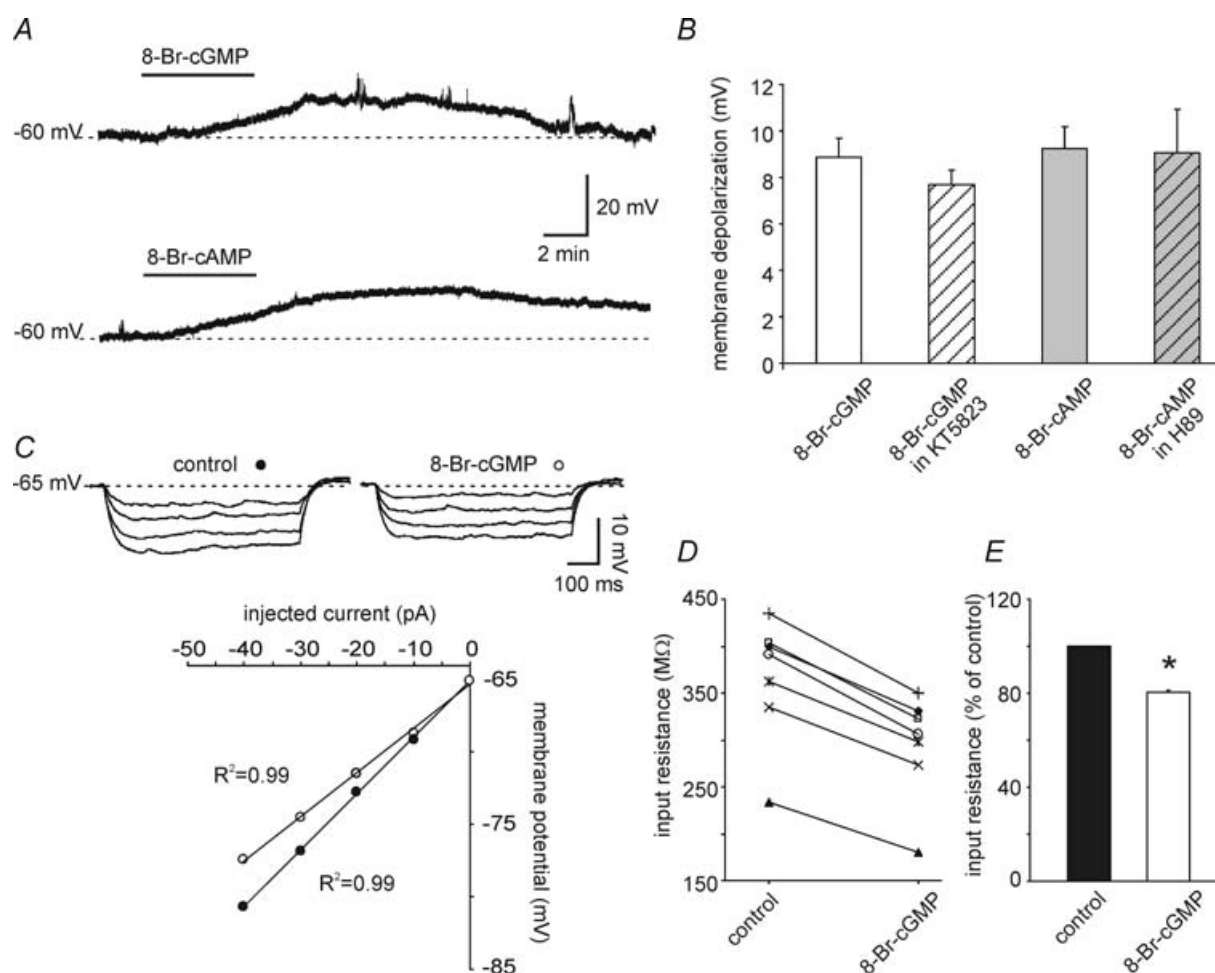 A
8-Br-cGMP
-60 mV
20 mV
2 min
8-Br-cAMP
-60 mV
B
membrane depolarization (mV)
12
10
8
6
4
2
0
8-Br-cGMP
8-Br-cGMP
in KT5823
8-Br-cAMP
8-Br-cAMP
in H89
C
control
8-Br-cGMP
-65 mV
10 mV
100 ms
injected current (pA)
-50 -40 -30 -20 -10 0
-65
-75
-85
membrane potential (mV)
R²=0.99
R²=0.99
D
input resistance (MΩ)
450
350
250
150
control
8-Br-cGMP
E
input resistance (% of control)
120
80
40
0
*
control
8-Br-cGMP